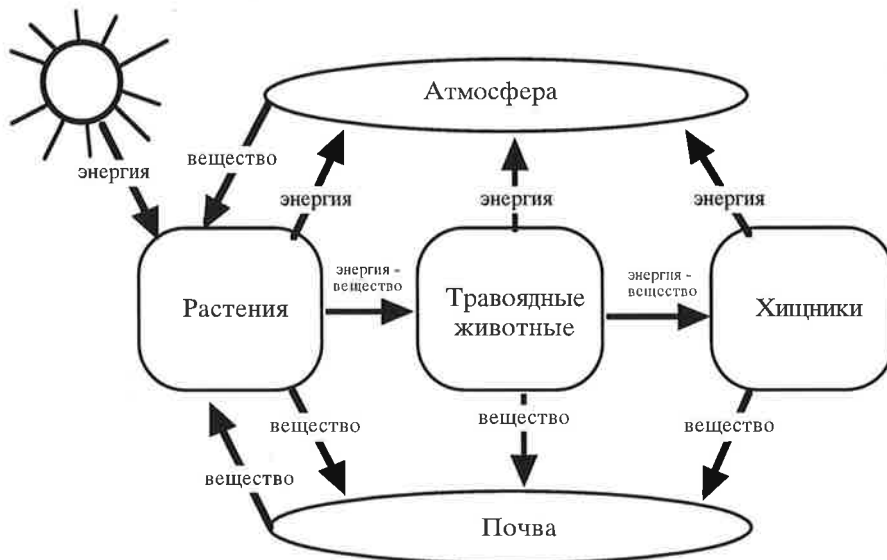 Атмосфера
энергия
вещество
энергия
энергия
энергия
Растения
энергия -
вещество
Травоядные
животные
энергия -
вещество
Хищники
вещество
вещество
вещество
вещество
Почва